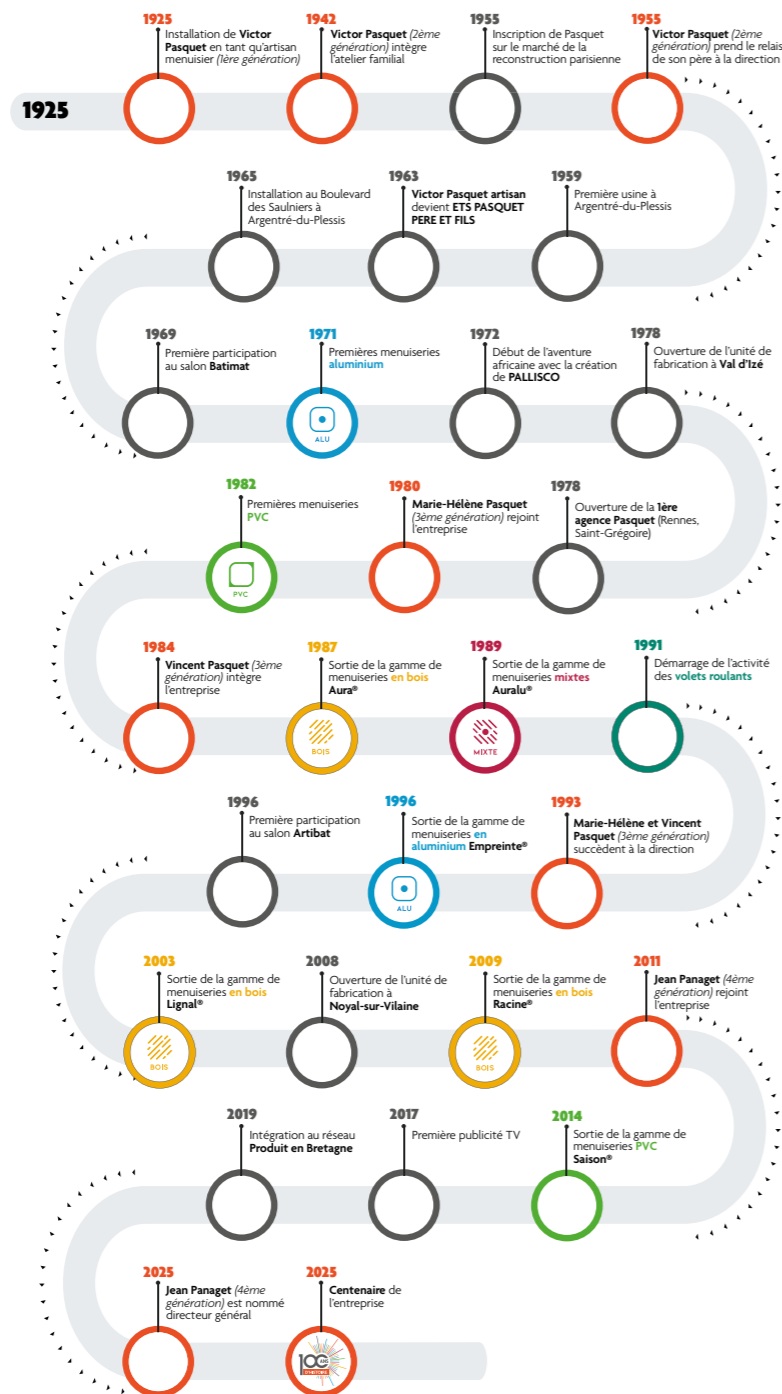 1925
1925
Installation de Victor
Pasquet en tant qu'artisan
menuisier (1ère génération)
1942
Victor Pasquet (2ème
génération) intègre
l'atelier familial
1955
Inscription de Pasquet
sur le marché de la
reconstruction parisienne
1955
Victor Pasquet (2ème
génération) prend le relais
de son père à la direction
1959
Première usine à
Argentré-du-Plessis
1963
Victor Pasquet artisan
devient ETS PASQUET
PERE ET FILS
1965
Installation au Boulevard
des Saulniers à
Argentré-du-Plessis
1969
Première participation
au salon Batimat
1971
Premières menuiseries
aluminium
ALU
1972
Début de l'aventure
africaine avec la création
de PALLISCO
1978
Ouverture de l'unité de
fabrication à Val d'Izé
1978
Ouverture de la 1ère
agence Pasquet (Rennes,
Saint-Grégoire)
1980
Marie-Hélène Pasquet
(3ème génération) rejoint
l'entreprise
1982
Premières menuiseries
PVC
PVC
1984
Vincent Pasquet (3ème
génération) intègre
l'entreprise
1987
Sortie de la gamme de
menuiseries en bois
Aura®
BOIS
1989
Sortie de la gamme de
menuiseries mixtes
Auralu®
MIXTE
1991
Démarrage de l'activité
des volets roulants
1993
Marie-Hélène et Vincent
Pasquet (3ème génération)
succèdent à la direction
1996
Sortie de la gamme de
menuiseries en
aluminium Empreinte®
ALU
1996
Première participation
au salon Artibat
2003
Sortie de la gamme de
menuiseries en bois
Lignal®
BOIS
2008
Ouverture de l'unité de
fabrication à
Noyal-sur-Vilaine
2009
Sortie de la gamme de
menuiseries en bois
Racine®
BOIS
2011
Jean Panaget (4ème
génération) rejoint
l'entreprise
2014
Sortie de la gamme de
menuiseries PVC
Saison®
2017
Première publicité TV
2019
Intégration au réseau
Produit en Bretagne
2025
Jean Panaget (4ème
génération) est nommé
directeur général
2025
Centenaire de
l'entreprise
100 ANS
D'HISTOIRE